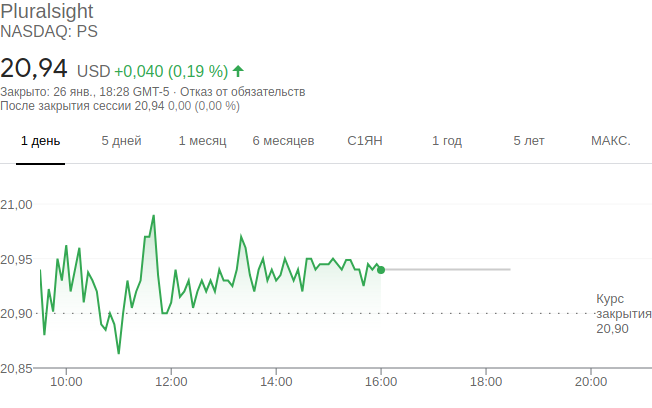 Pluralsight
NASDAQ: PS
20,94 USD +0,040 (0,19 %)
Закрыто: 26 янв., 18:28 GMT-5 · Отказ от обязательств
После закрытия сессии 20,94 0,00 (0,00 %)
1 день 5 дней 1 месяц 6 месяцев С1ЯН 1 год 5 лет МАКС.
21,00
20,95
20,90
20,85
Курс
закрытия
20,90
10:00 12:00 14:00 16:00 18:00 20:00